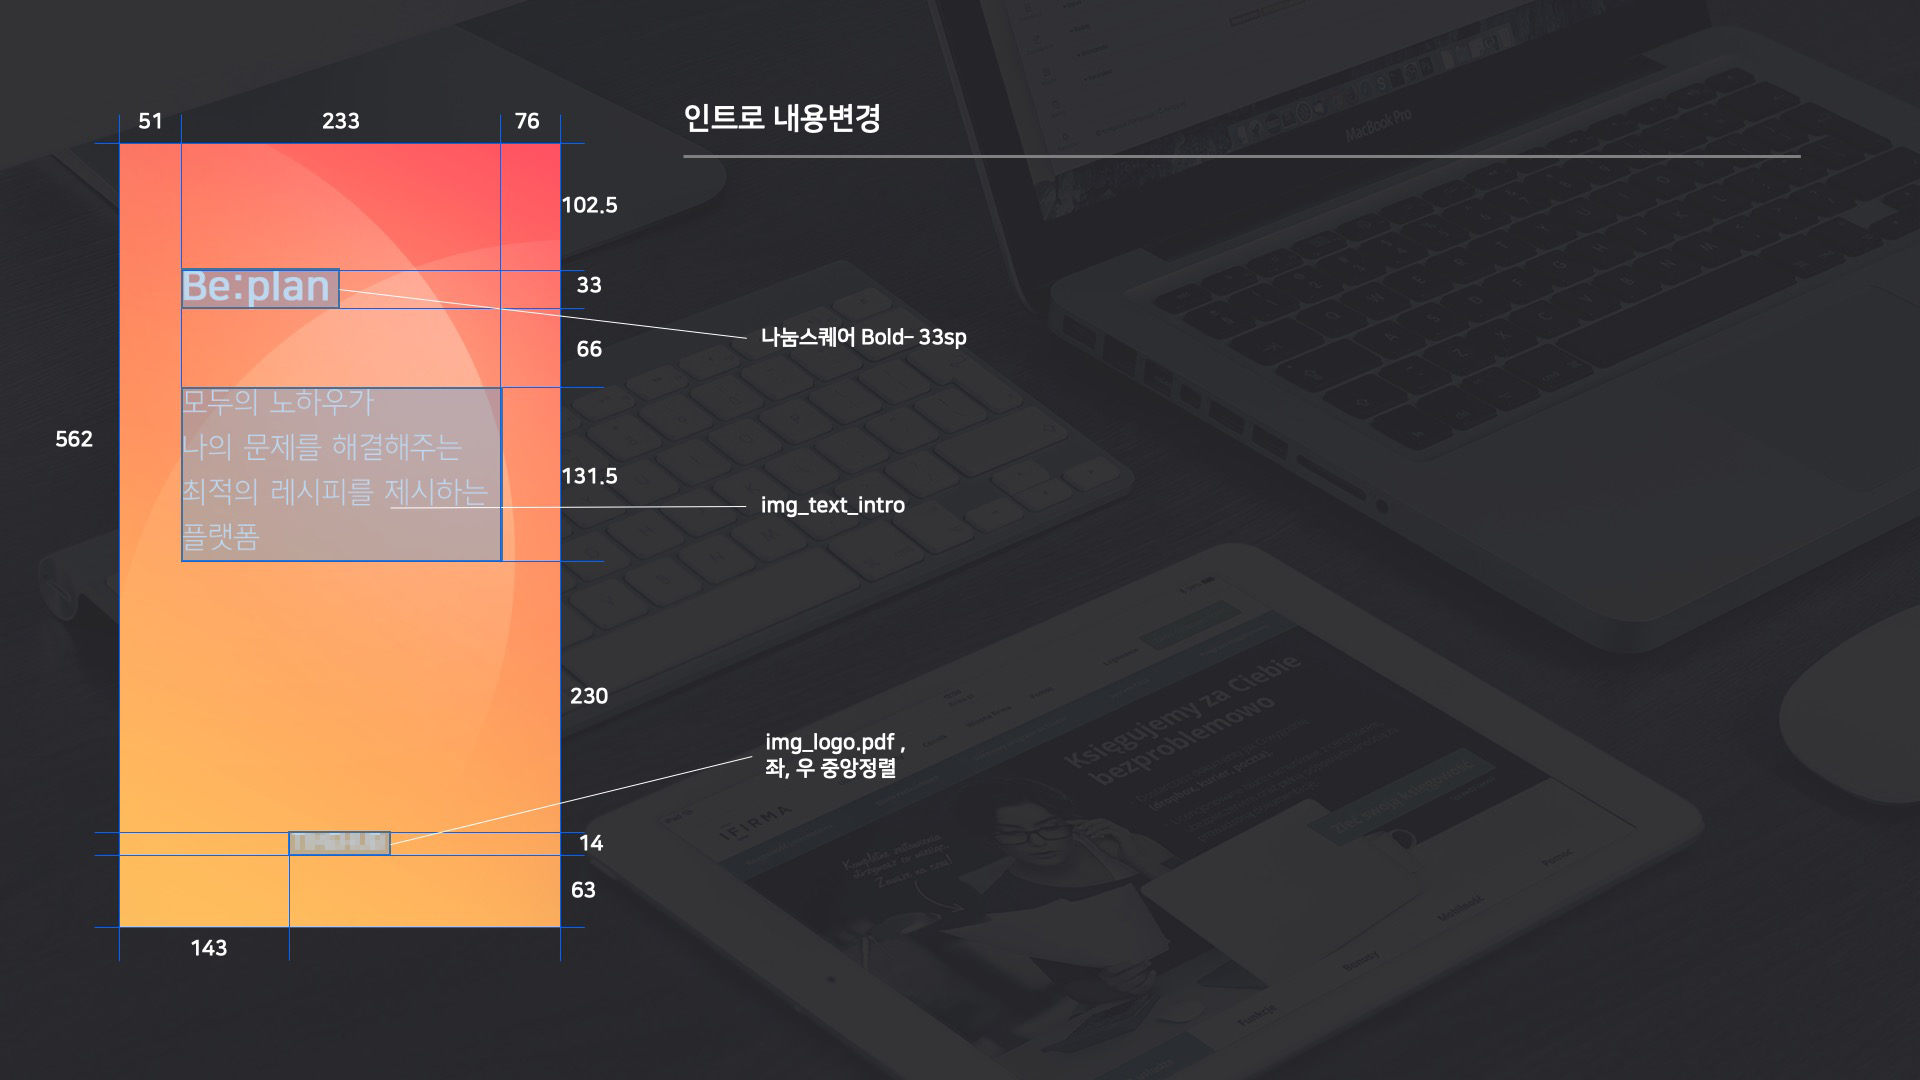 51
233
76
인트로 내용변경
102.5
Be:plan
33
나눔스퀘어 Bold– 33sp
66
모두의 노하우가
나의 문제를 해결해주는
최적의 레시피를 제시하는
플랫폼
562
131.5
img_text_intro
230
img_logo.pdf ,
좌, 우 중앙정렬
14
63
143
MacBook Pro
Księgujemy za Ciebie
bezproblemowo
(dropbox, kurier, poczta)
IFIRMA